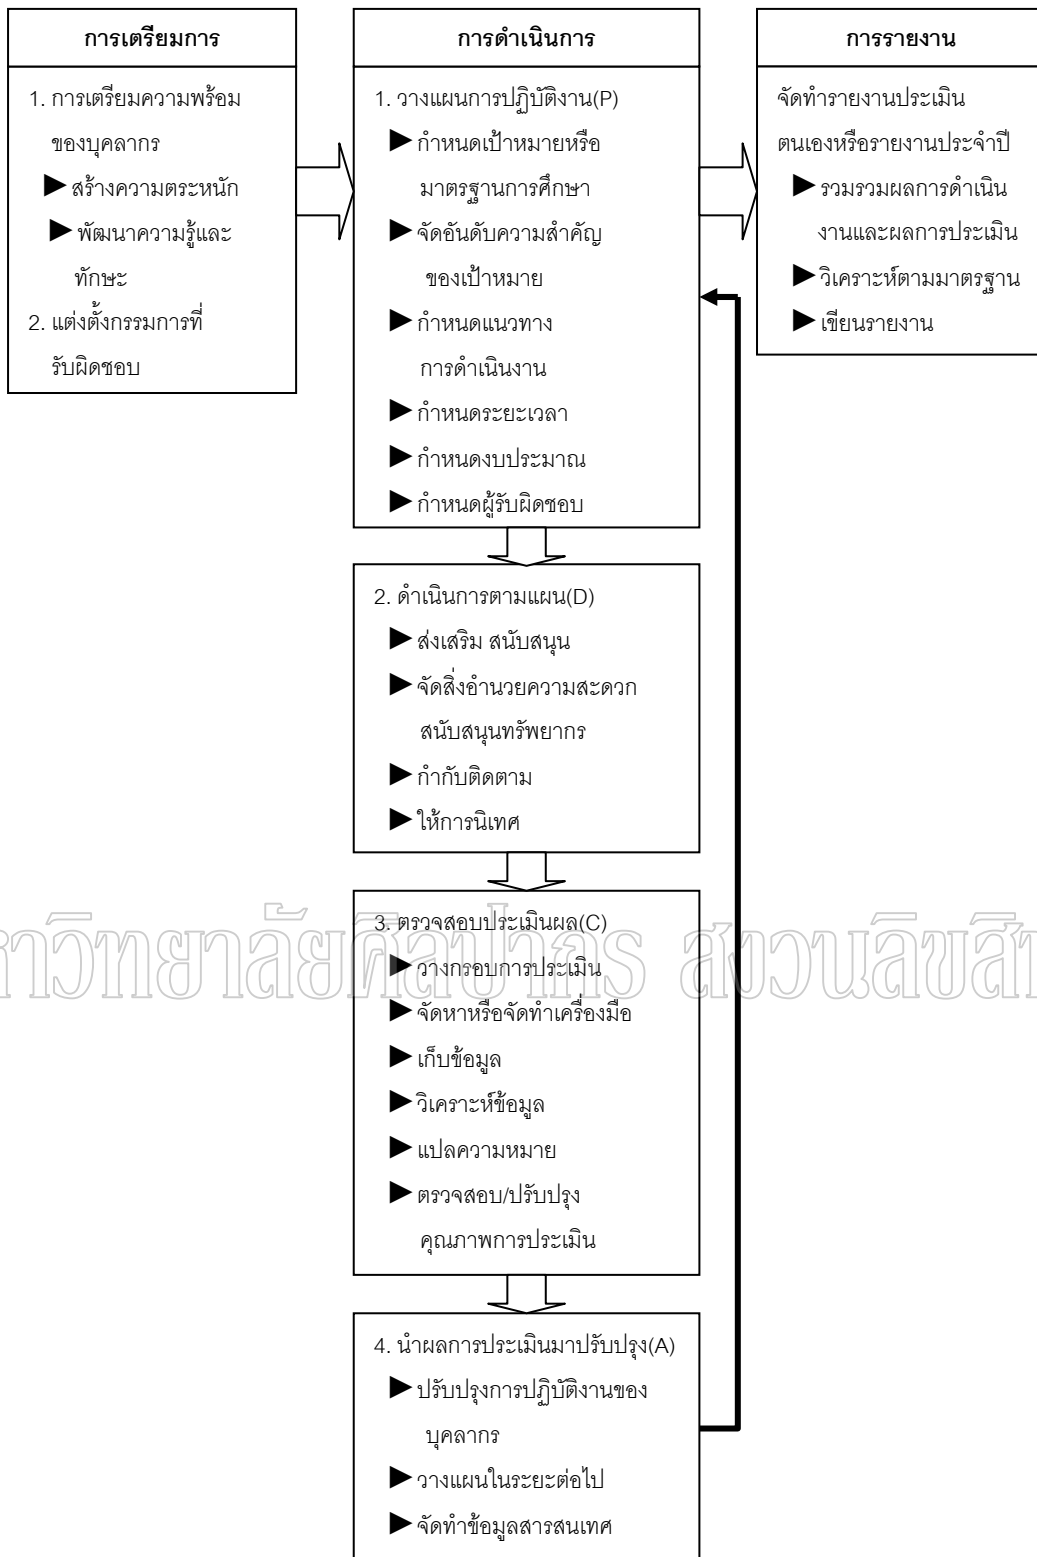 การเตรียมการ
1. การเตรียมความพร้อม
ของบุคลากร
▶ สร้างความตระหนัก
▶ พัฒนาความรู้และ
ทักษะ
2. แต่งตั้งกรรมการที่
รับผิดชอบ
การดำเนินการ
1. วางแผนการปฏิบัติงาน(P)
▶ กำหนดเป้าหมายหรือ
มาตรฐานการศึกษา
▶ จัดอันดับความสำคัญ
ของเป้าหมาย
▶ กำหนดแนวทาง
การดำเนินงาน
▶ กำหนดระยะเวลา
▶ กำหนดงบประมาณ
▶ กำหนดผู้รับผิดชอบ
2. ดำเนินการตามแผน(D)
▶ ส่งเสริม สนับสนุน
▶ จัดสิ่งอำนวยความสะดวก
สนับสนุนทรัพยากร
▶ กำกับติดตาม
▶ ให้การนิเทศ
3. ตรวจสอบประเมินผล(C)
▶ วางกรอบการประเมิน
▶ จัดหาหรือจัดทำเครื่องมือ
▶ เก็บข้อมูล
▶ วิเคราะห์ข้อมูล
▶ แปลความหมาย
▶ ตรวจสอบ/ปรับปรุง
คุณภาพการประเมิน
4. นำผลการประเมินมาปรับปรุง(A)
▶ ปรับปรุงการปฏิบัติงานของ
บุคลากร
▶ วางแผนในระยะต่อไป
▶ จัดทำข้อมูลสารสนเทศ
การรายงาน
จัดทำรายงานประเมิน
ตนเองหรือรายงานประจำปี
▶ รวมรวมผลการดำเนิน
งานและผลการประเมิน
▶ วิเคราะห์ตามมาตรฐาน
▶ เขียนรายงาน
หาวิทยาลัยศิลปากร สงวนลิขสิท